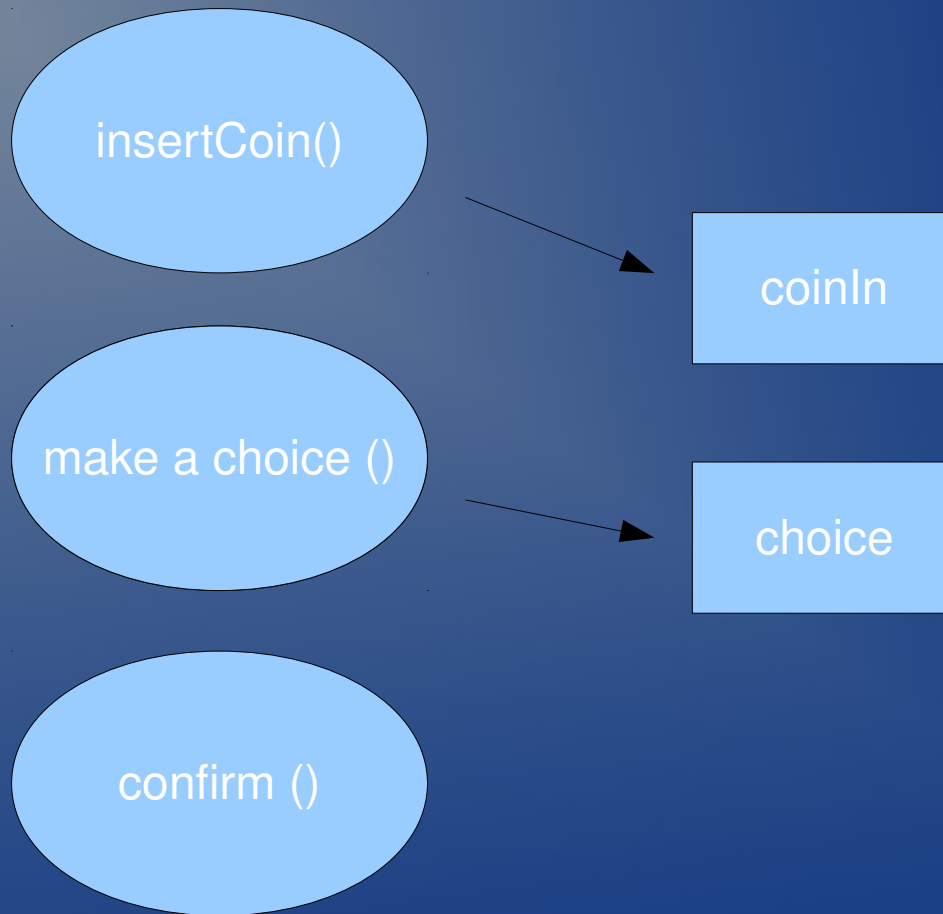 insertCoin()
coinIn
make a choice ()
choice
confirm ()